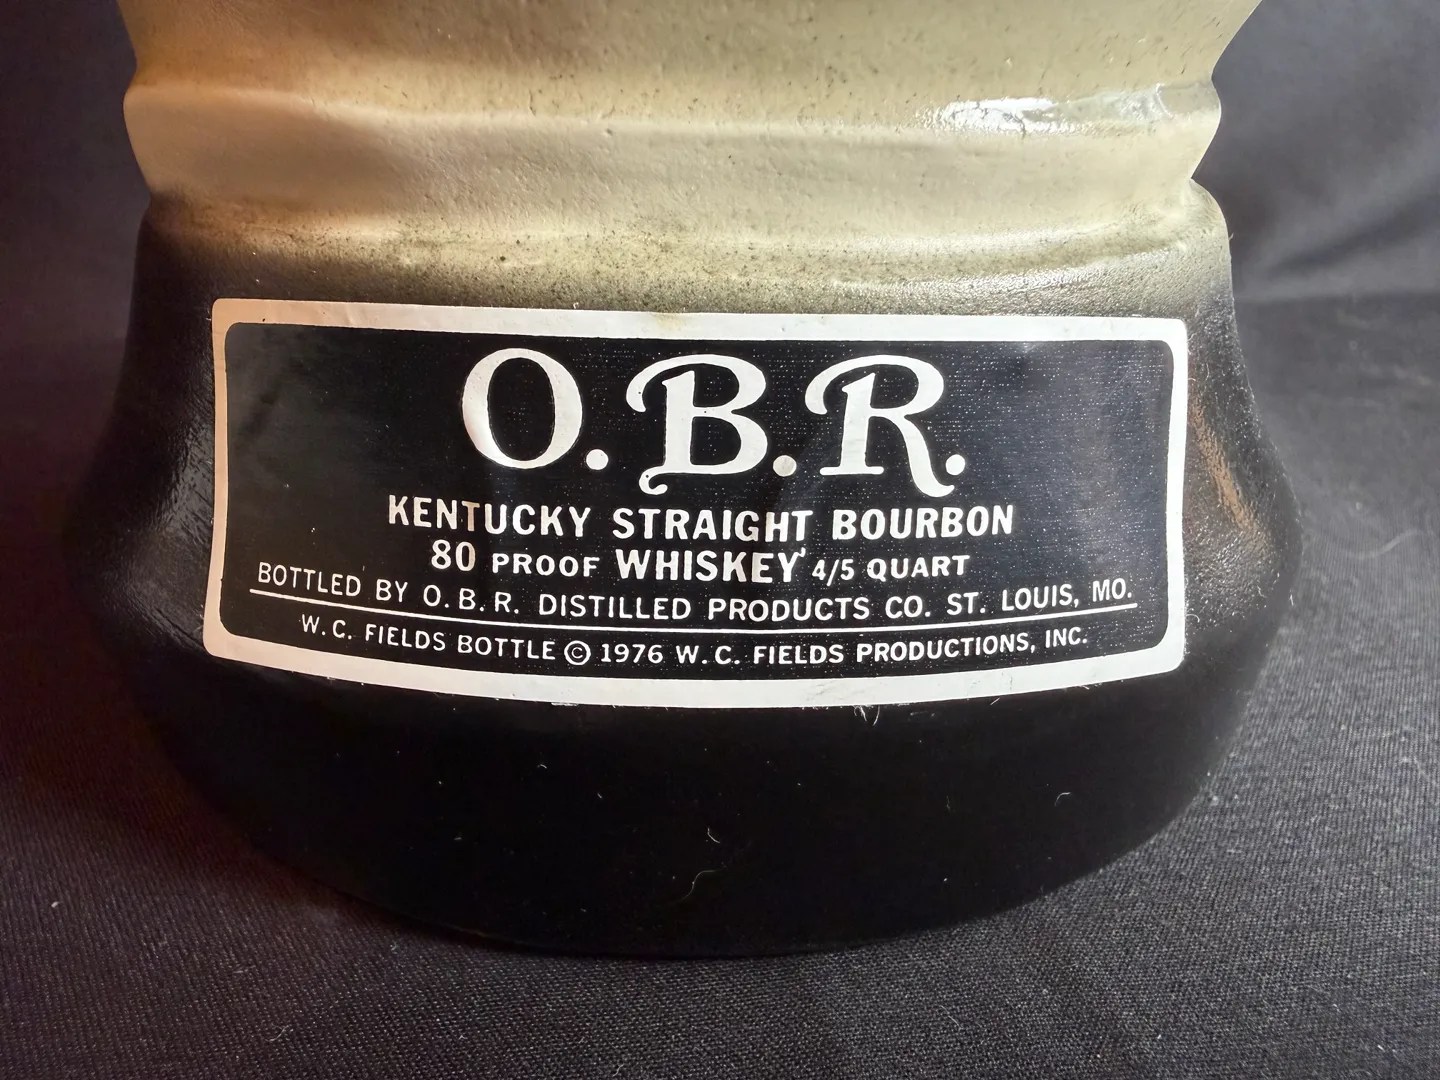 O.B.R.
KENTUCKY STRAIGHT BOURBON
80 PROOF WHISKEY 4/5 QUART
BOTTLED BY O.B.R. DISTILLED PRODUCTS CO. ST. LOUIS, MO.
W.C. FIELDS BOTTLE © 1976 W.C. FIELDS PRODUCTIONS, INC.